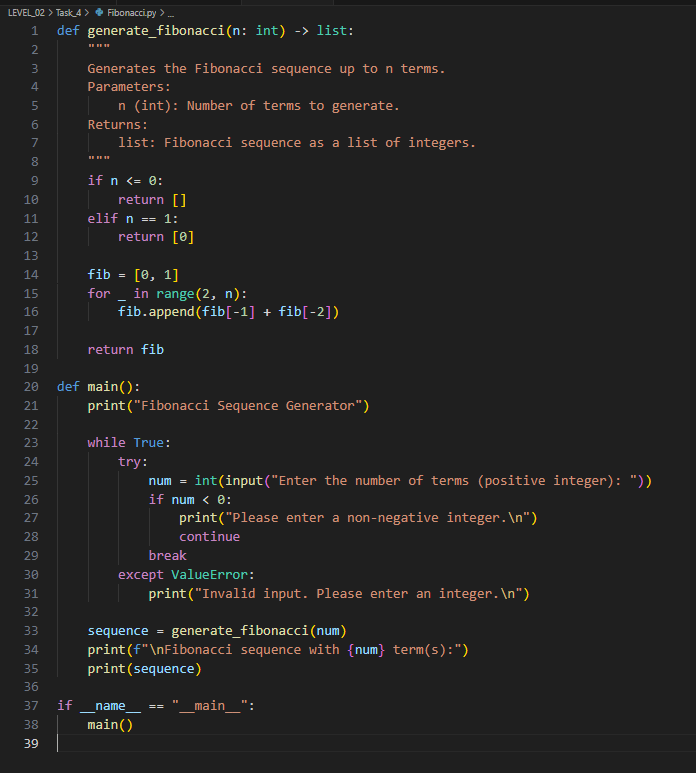 LEVEL_02 > Task_4 > Fibonacci.py > ...
1 def generate_fibonacci(n: int) -> list:
2     """
3     Generates the Fibonacci sequence up to n terms.
4     Parameters:
5         n (int): Number of terms to generate.
6     Returns:
7         list: Fibonacci sequence as a list of integers.
8     """
9     if n <= 0:
10         return []
11     elif n == 1:
12         return [0]
13
14     fib = [0, 1]
15     for _ in range(2, n):
16         fib.append(fib[-1] + fib[-2])
17
18     return fib
19
20 def main():
21     print("Fibonacci Sequence Generator")
22
23     while True:
24         try:
25             num = int(input("Enter the number of terms (positive integer): "))
26             if num < 0:
27                 print("Please enter a non-negative integer.\n")
28                 continue
29             break
30         except ValueError:
31             print("Invalid input. Please enter an integer.\n")
32
33     sequence = generate_fibonacci(num)
34     print(f"\nFibonacci sequence with {num} term(s):")
35     print(sequence)
36
37 if __name__ == "__main__":
38     main()
39